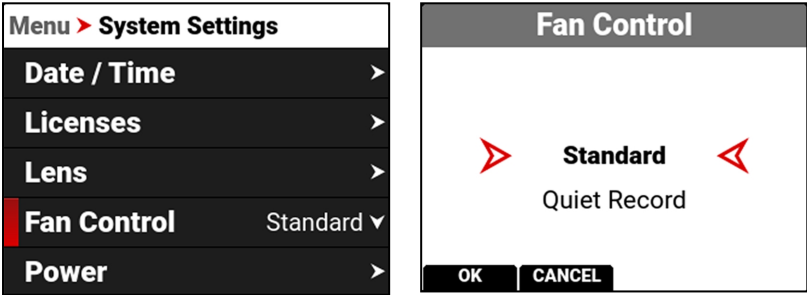 Menu > System Settings
Date / Time
Licenses
Lens
Fan Control Standard
Power
Fan Control
Standard
Quiet Record
OK CANCEL